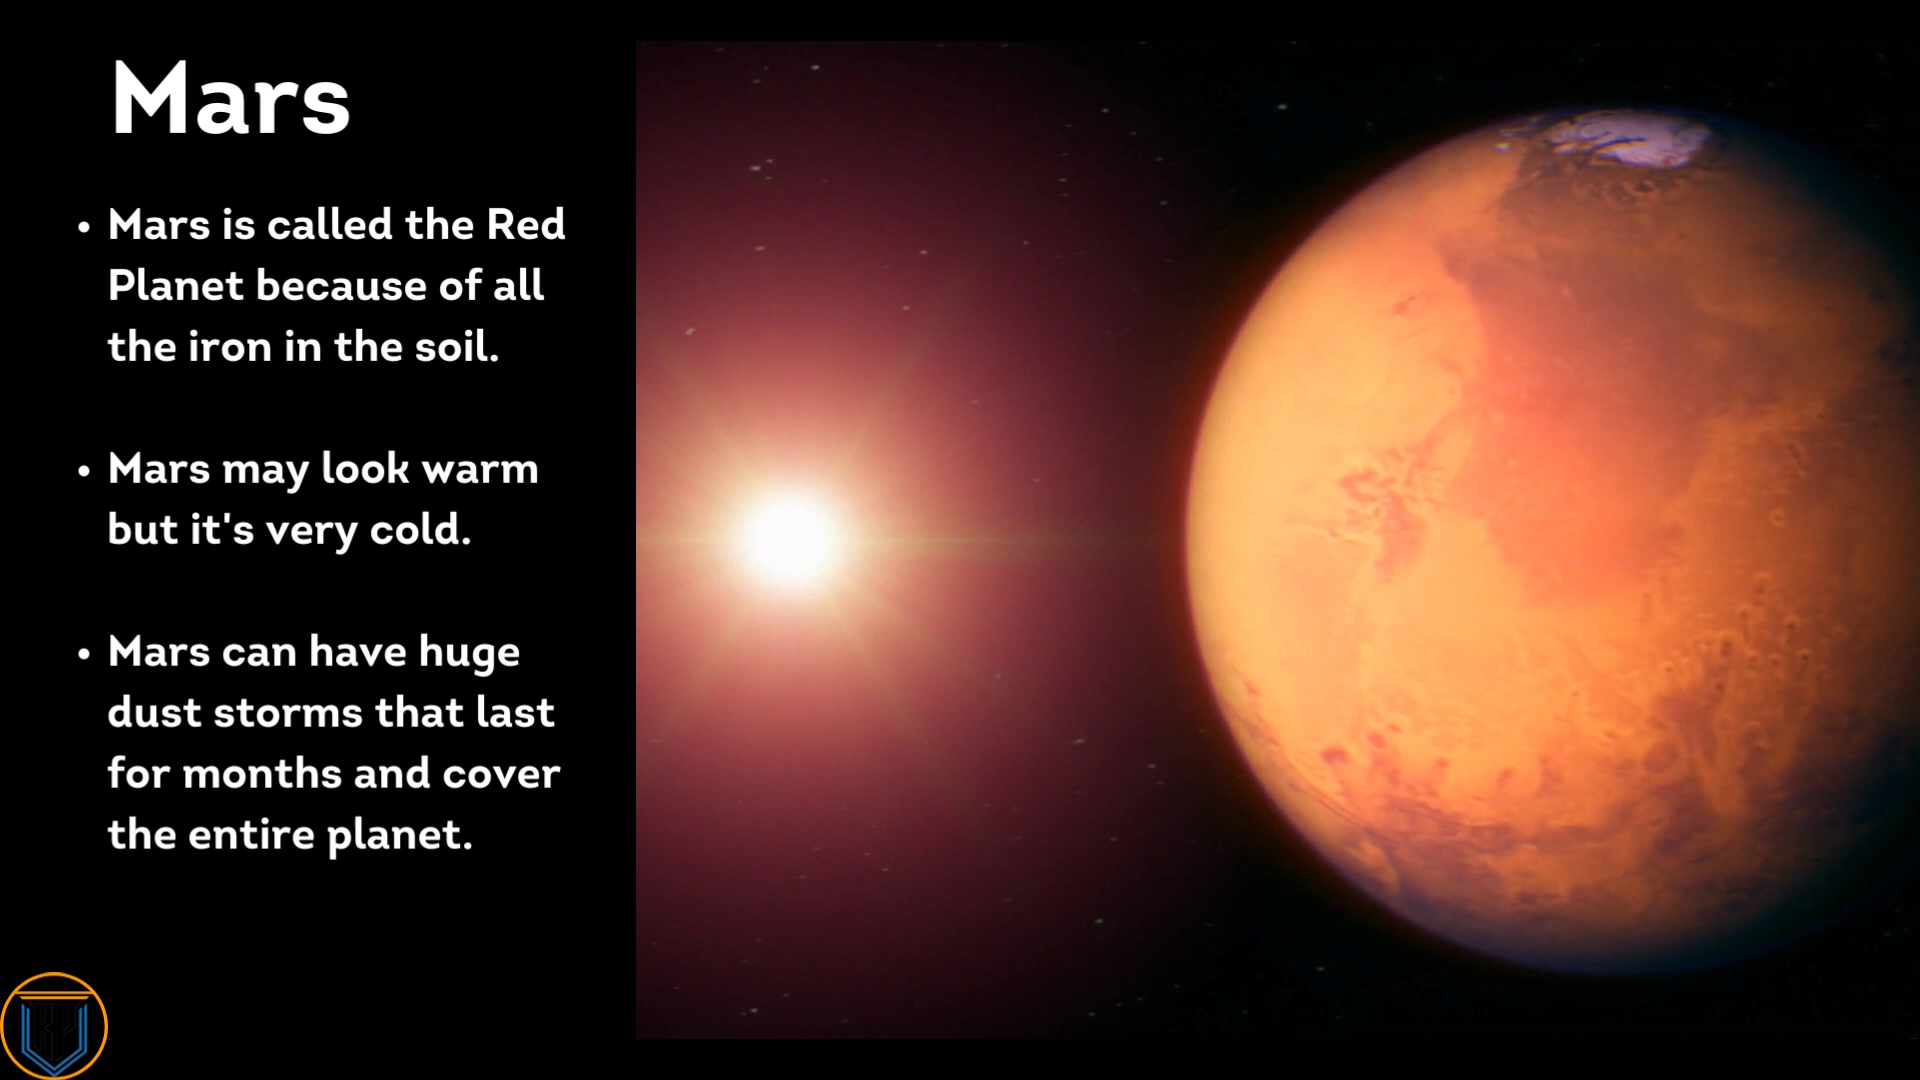 Mars
• Mars is called the Red
Planet because of all
the iron in the soil.
• Mars may look warm
but it's very cold.
• Mars can have huge
dust storms that last
for months and cover
the entire planet.